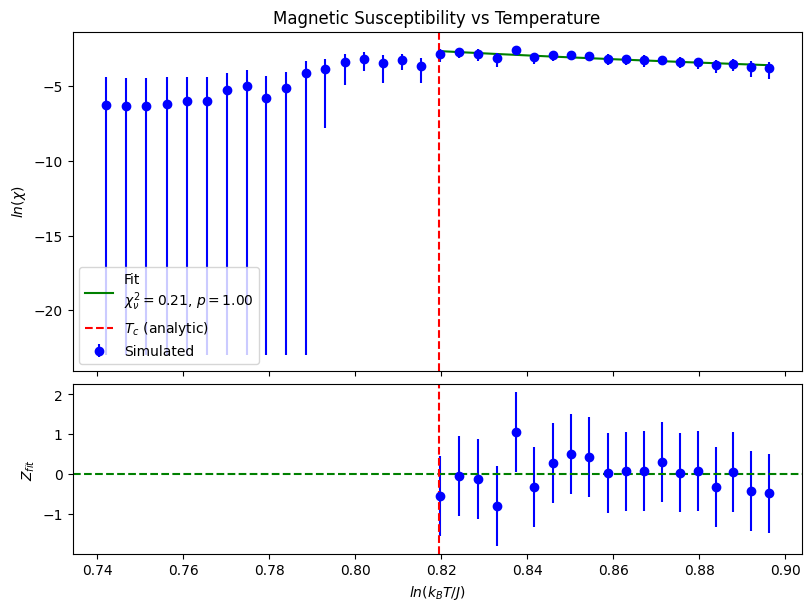 Magnetic Susceptibility vs Temperature
ln(χ)
−5
−10
−15
−20
Fit
χ²ᵥ = 0.21, p = 1.00
T_c (analytic)
Simulated
Z_fit
2
1
0
−1
0.74 0.76 0.78 0.80 0.82 0.84 0.86 0.88 0.90
ln(k_BT/J)